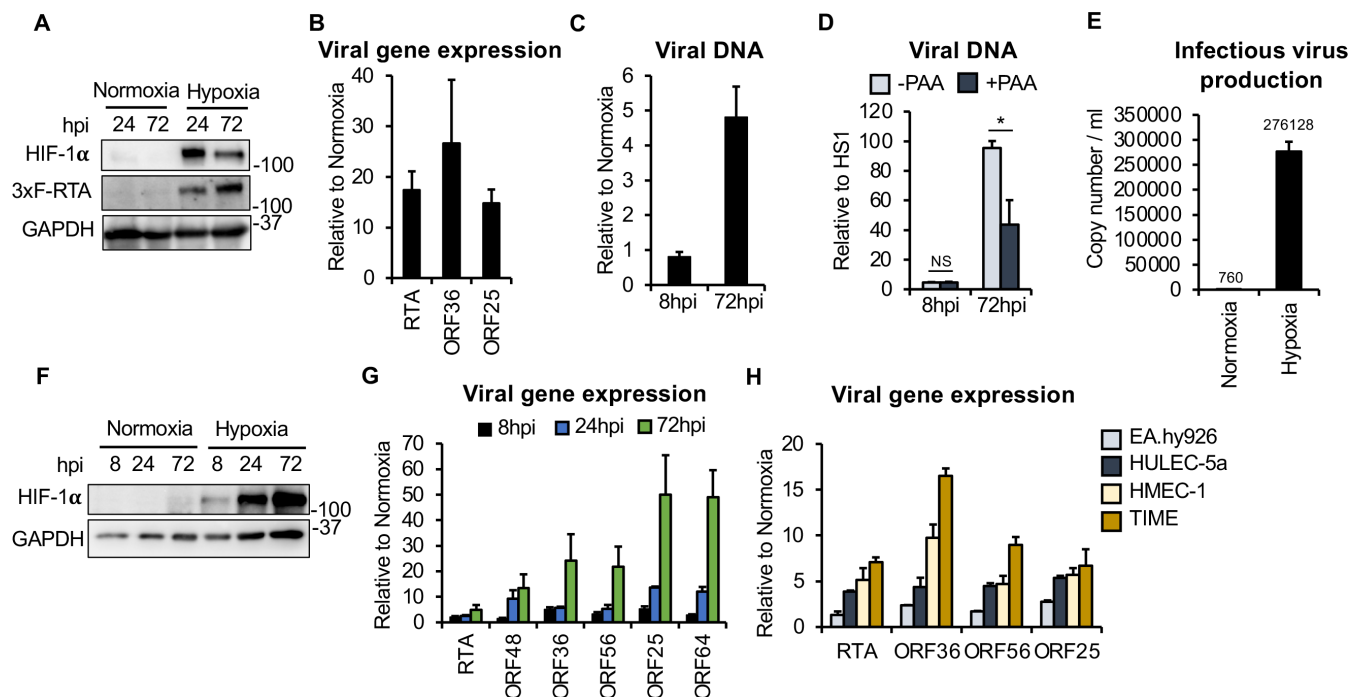 A
Normoxia Hypoxia
hpi 24 72 24 72
HIF-1α
-100
3xF-RTA
-100
-37
GAPDH
B
Viral gene expression
Relative to Normoxia
40
30
20
10
0
RTA
ORF36
ORF25
C
Viral DNA
Relative to Normoxia
6
5
4
3
2
1
0
8hpi 72hpi
D
Viral DNA
-PAA +PAA
Relative to HS1
120
100
80
60
40
20
0
NS
*
8hpi 72hpi
E
Infectious virus
production
Copy number / ml
350000
300000
250000
200000
150000
100000
50000
0
760
276128
Normoxia
Hypoxia
F
Normoxia Hypoxia
hpi 8 24 72 8 24 72
HIF-1α
-100
-37
GAPDH
G
Viral gene expression
8hpi 24hpi 72hpi
Relative to Normoxia
70
60
50
40
30
20
10
0
RTA
ORF48
ORF36
ORF56
ORF25
ORF64
H
Viral gene expression
Relative to Normoxia
20
15
10
5
0
RTA ORF36 ORF56 ORF25
EA.hy926
HULEC-5a
HMEC-1
TIME